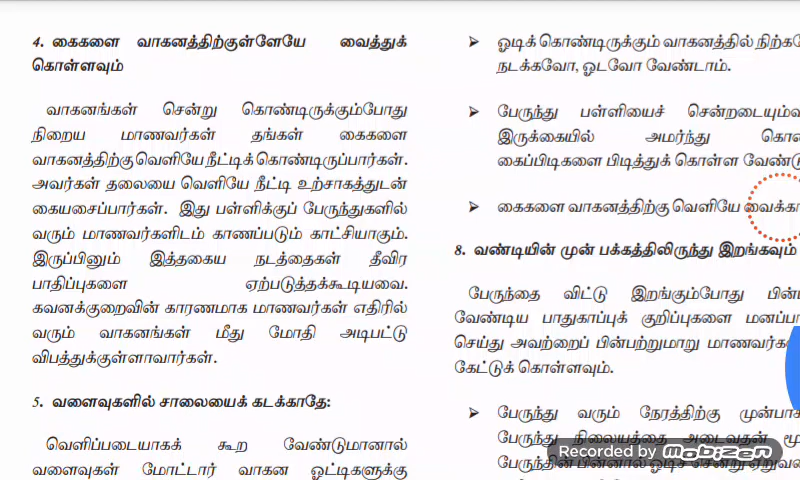 4. கைகளை வாகனத்திற்குள்ளேயே வைத்துக்
கொள்ளவும்
வாகனங்கள் சென்று கொண்டிருக்கும்போது
நிறைய மாணவர்கள் தங்கள் கைகளை
வாகனத்திற்கு வெளியே நீட்டிக் கொண்டிருப்பார்கள்.
அவர்கள் தலையை வெளியே நீட்டி உற்சாகத்துடன்
கையசைப்பார்கள். இது பள்ளிக்குப் பேருந்துகளில்
வரும் மாணவர்களிடம் காணப்படும் காட்சியாகும்.
இருப்பினும் இத்தகைய நடத்தைகள் தீவிர
பாதிப்புகளை ஏற்படுத்தக்கூடியவை.
கவனக்குறைவின் காரணமாக மாணவர்கள் எதிரில்
வரும் வாகனங்கள் மீது மோதி அடிபட்டு
விபத்துக்குள்ளாவார்கள்.
5. வளைவுகளில் சாலையைக் கடக்காதே:
வெளிப்படையாகக் கூற வேண்டுமானால்
வளைவுகள் மோட்டார் வாகன ஓட்டிகளுக்கு
➤ ஓடிக் கொண்டிருக்கும் வாகனத்தில்
நடக்கவோ, ஓடவோ வேண்டாம்.
➤ பேருந்து பள்ளியைச்
இருக்கையில் அமர்ந்து
கைப்பிடிகளை பிடித்துக் கொள்ள
➤ கைகளை வாகனத்திற்கு வெளியே
8. வண்டியின் முன் பக்கத்திலிருந்து இறங்கவும்
பேருந்தை விட்டு இறங்கும்போது
வேண்டிய பாதுகாப்புக் குறிப்புகளை
செய்து அவற்றைப் பின்பற்றுமாறு
கேட்டுக் கொள்ளவும்.
➤ பேருந்து வரும் நேரத்திற்கு
பேருந்து நிலையத்தை அடைவதன்
பேருந்தின் பின்னால் ஓடிச் சென்று
Recorded by mobizen